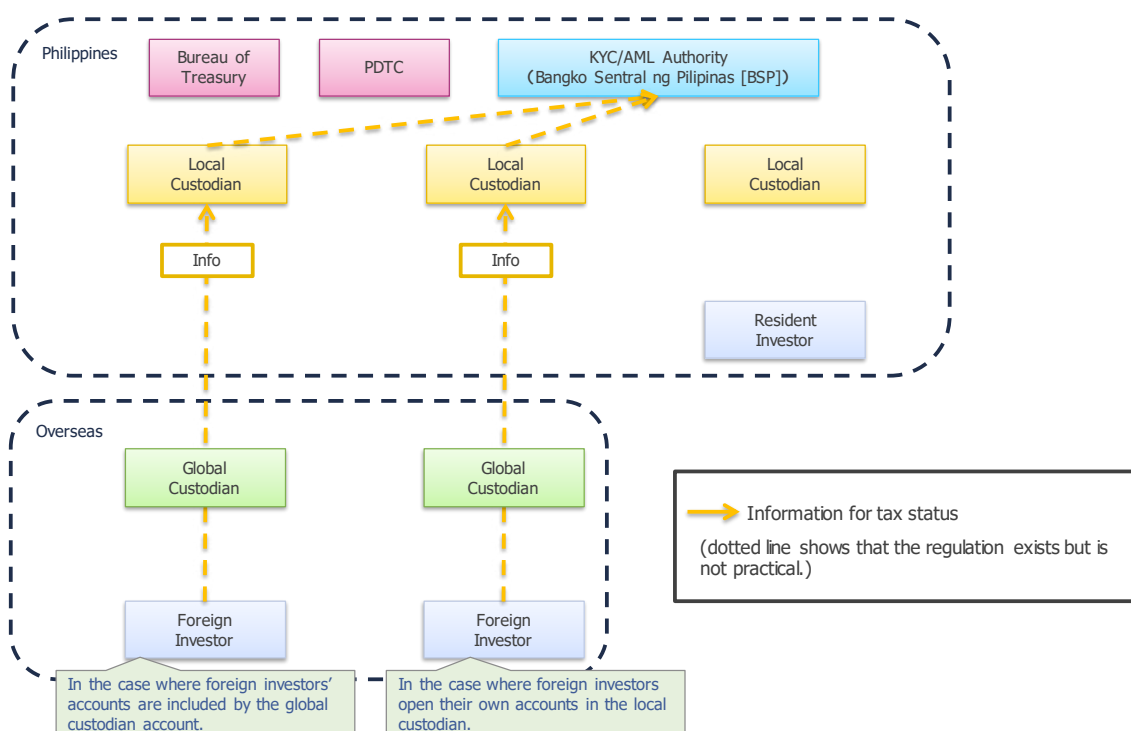 Philippines
Bureau of
Treasury
PDTC
KYC/AML Authority
(Bangko Sentral ng Pilipinas [BSP])
Local
Custodian
Local
Custodian
Local
Custodian
Info
Info
Resident
Investor
Overseas
Global
Custodian
Global
Custodian
Information for tax status
(dotted line shows that the regulation exists but is
not practical.)
Foreign
Investor
Foreign
Investor
In the case where foreign investors’
accounts are included by the global
custodian account.
In the case where foreign investors
open their own accounts in the local
custodian.